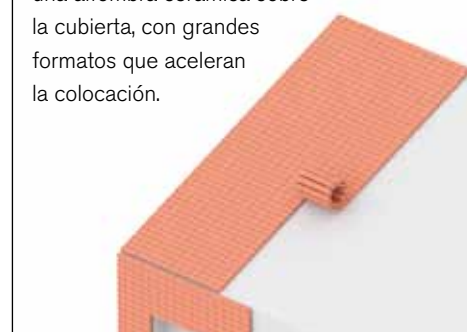 una alfombra cerámica sobre
la cubierta, con grandes
formatos que aceleran
la colocación.